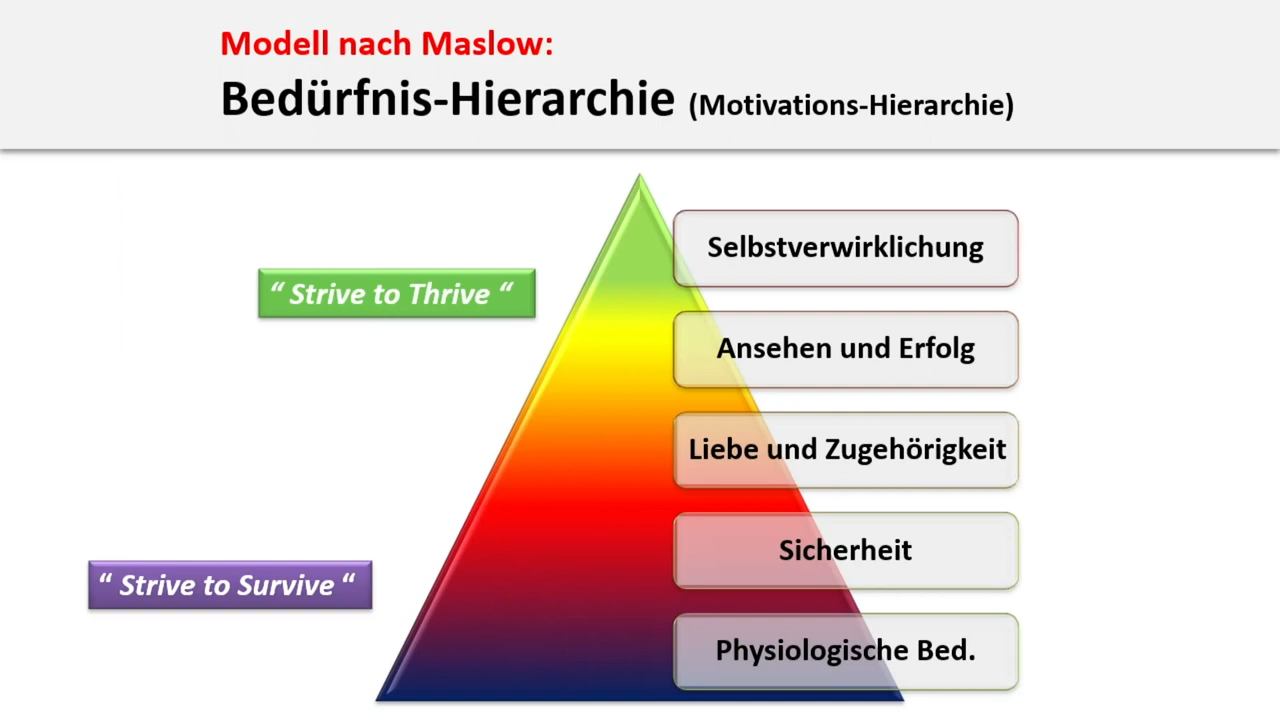 Modell nach Maslow:
Bedürfnis-Hierarchie (Motivations-Hierarchie)
Selbstverwirklichung
“ Strive to Thrive “
Ansehen und Erfolg
Liebe und Zugehörigkeit
Sicherheit
“ Strive to Survive “
Physiologische Bed.